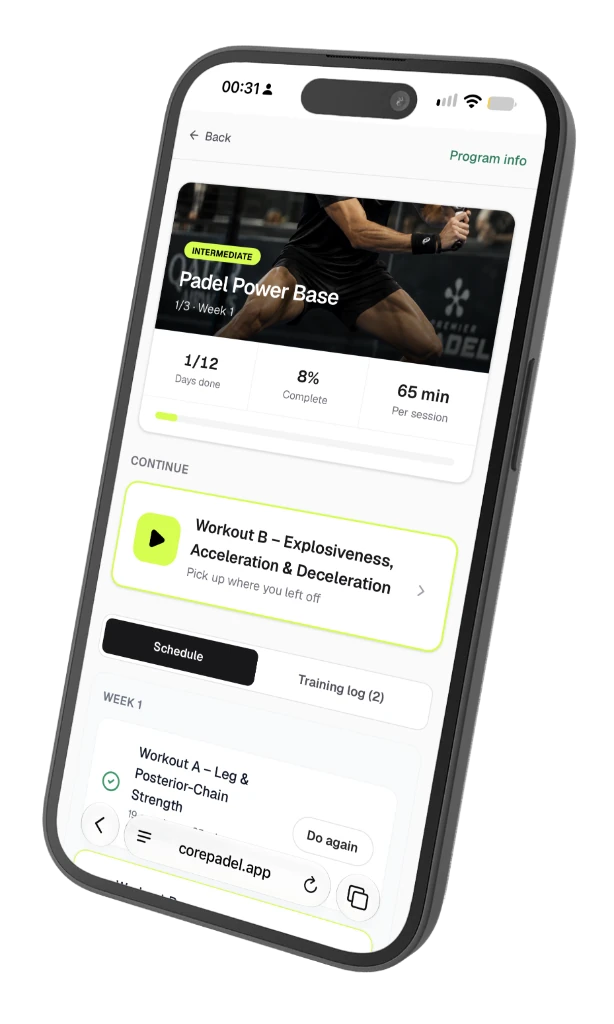 00:31
← Back
Program info
INTERMEDIATE
Padel Power Base
1/3 · Week 1
PREMIER
PADEL
1/12
Days done
8%
Complete
65 min
Per session
CONTINUE
Workout B – Explosiveness,
Acceleration & Deceleration
Pick up where you left off
Schedule
Training log (2)
WEEK 1
Workout A – Leg &
Posterior-Chain
Strength
Do again
corepadel.app